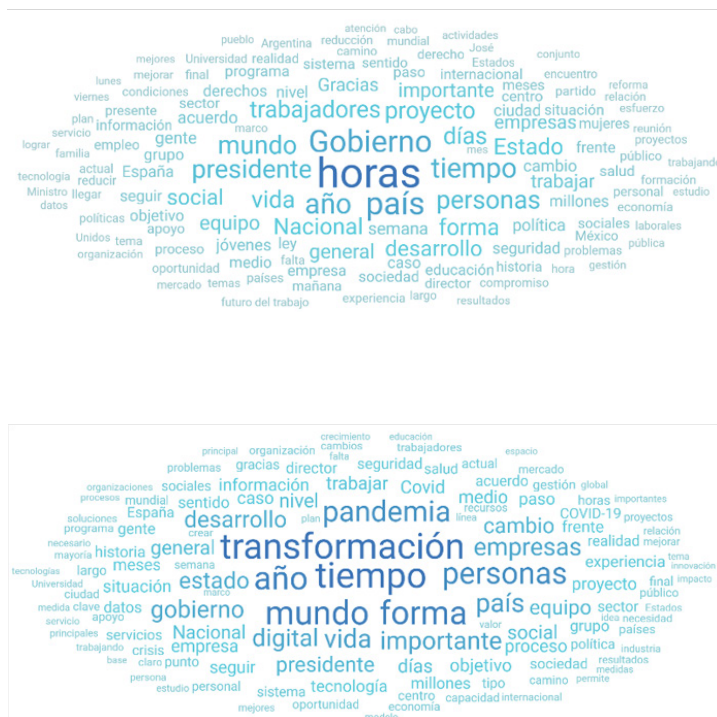 pueblo Argentina atención cabo actividades
reducción mundial José
camino derecho Estados conjunto
mejores Universidad realidad sistema sentido paso internacional encuentro
lunes mejorar final programa Gracias importante meses partido reforma
viernes condiciones derechos nivel centro relación
plan presente sector acuerdo trabajadores proyecto ciudad situación esfuerzo
servicio información gente marco empresas mujeres reunión
lograr empleo mundo Gobierno días Estado frente proyectos
familia grupo mes público trabajando
tecnología actual España presidente horas tiempo cambio salud formación
Ministro reducir trabajar personal estudio
datos llegar seguir social vida año país personas millones economía
políticas objetivo equipo Nacional semana forma política sociales laborales
apoyo México
Unidos tema proceso jóvenes ley general desarrollo seguridad problemas pública
organización medio falta caso
oportunidad países empresa sociedad educación historia hora gestión
mercado temas mañana director compromiso
futuro del trabajo experiencia largo resultados
crecimiento educación
principal organización cambios trabajadores espacio
falta
problemas gracias director seguridad salud actual mercado
organizaciones sociales información trabajar Covid acuerdo gestión global
procesos mundial sentido caso nivel medio paso horas importantes
soluciones España desarrollo plan pandemia línea recursos cambio COVID-19 proyectos
programa gente crear frente relación
necesario historia general transformación empresas realidad mejorar
mayoría tema
tecnologías largo meses semana experiencia innovación
Universidad situación estado año tiempo personas proyecto final impacto
ciudad marco público
medida clave datos gobierno mundo forma país equipo sector Estados
servicio apoyo valor idea necesidad
principales servicios Nacional digital vida importante social grupo países
trabajando crisis empresa proceso política industria
base claro punto seguir presidente días objetivo sociedad resultados
persona medidas
estudio personal sistema tecnología millones tipo camino permite
centro capacidad internacional
mejores oportunidad economía
modelo